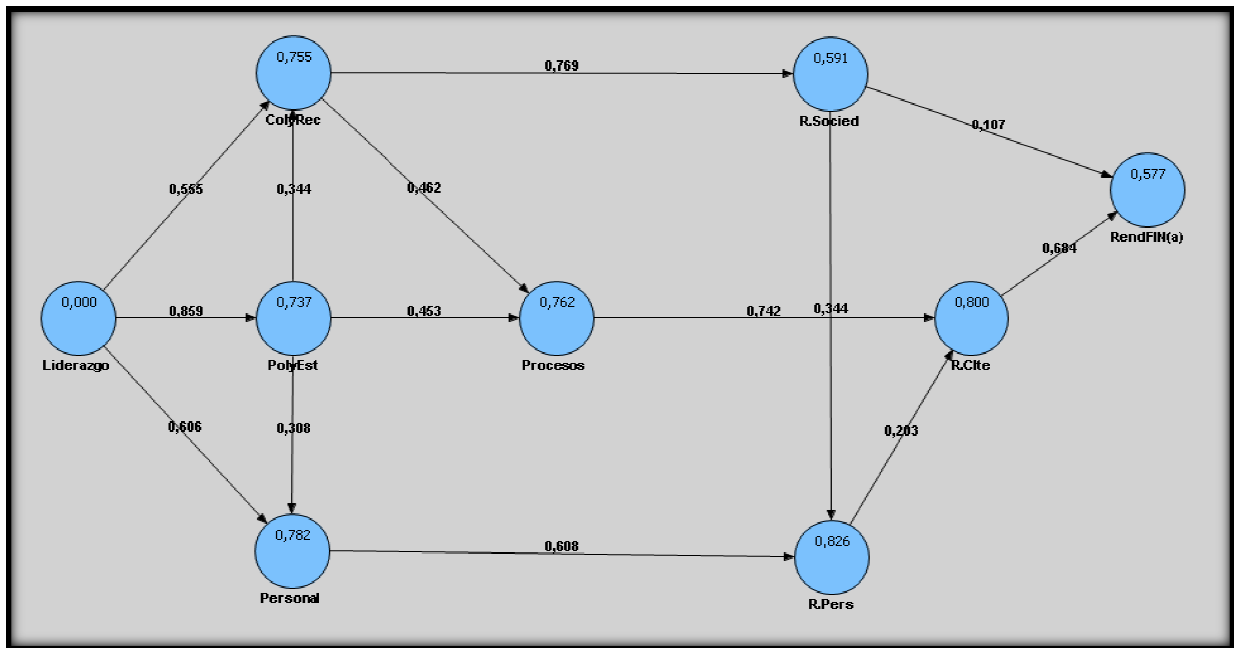 0,755
ColyRec
0,769
0,591
R.Socied
0,107
0,577
RendFIN(a)
0,555
0,344
0,462
0,684
0,000
Liderazgo
0,859
0,737
PolyEst
0,453
0,762
Procesos
0,742
0,344
0,800
R.Clte
0,606
0,308
0,203
0,782
Personal
0,608
0,826
R.Pers